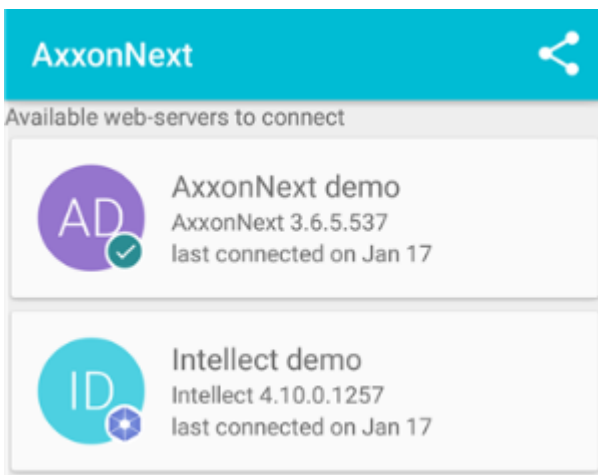 AxxonNext
Available web-servers to connect
AD
AxxonNext demo
AxxonNext 3.6.5.537
last connected on Jan 17
ID
Intellect demo
Intellect 4.10.0.1257
last connected on Jan 17